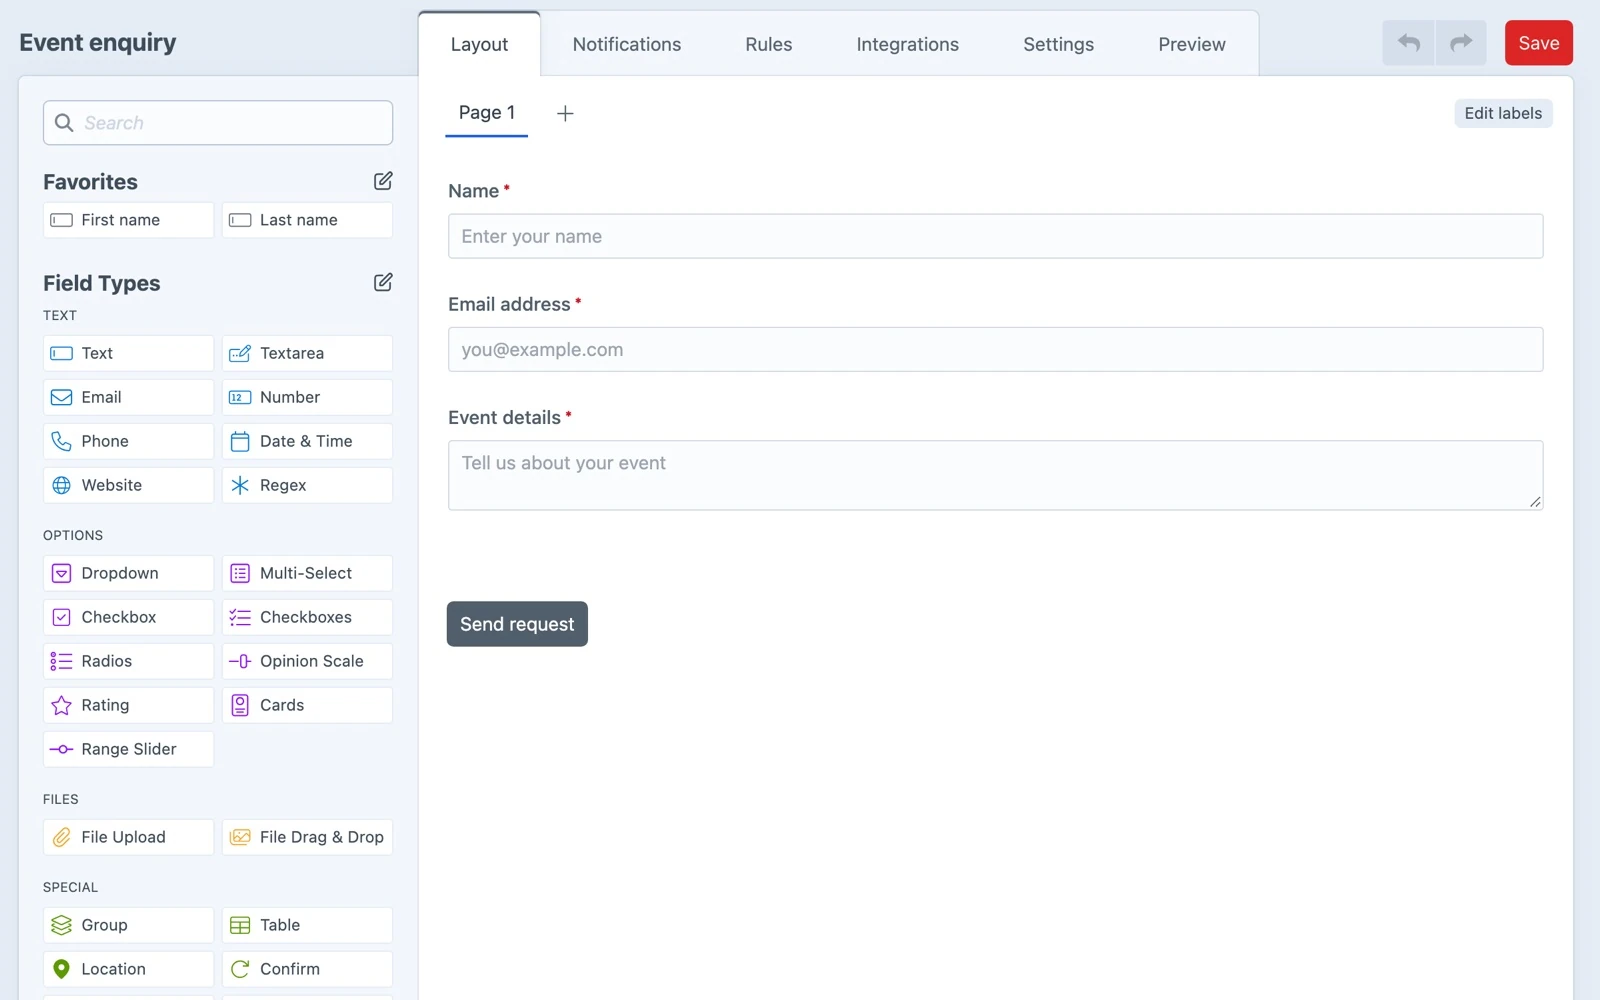 Event enquiry
Layout
Notifications
Rules
Integrations
Settings
Preview
Save
Search
Page 1
Edit labels
Favorites
First name
Last name
Field Types
TEXT
Text
Textarea
Email
12 Number
Phone
Date & Time
Website
Regex
OPTIONS
Dropdown
Multi-Select
Checkbox
Checkboxes
Radios
Opinion Scale
Rating
Cards
Range Slider
FILES
File Upload
File Drag & Drop
SPECIAL
Group
Table
Location
Confirm
Name *
Enter your name
Email address *
you@example.com
Event details *
Tell us about your event
Send request